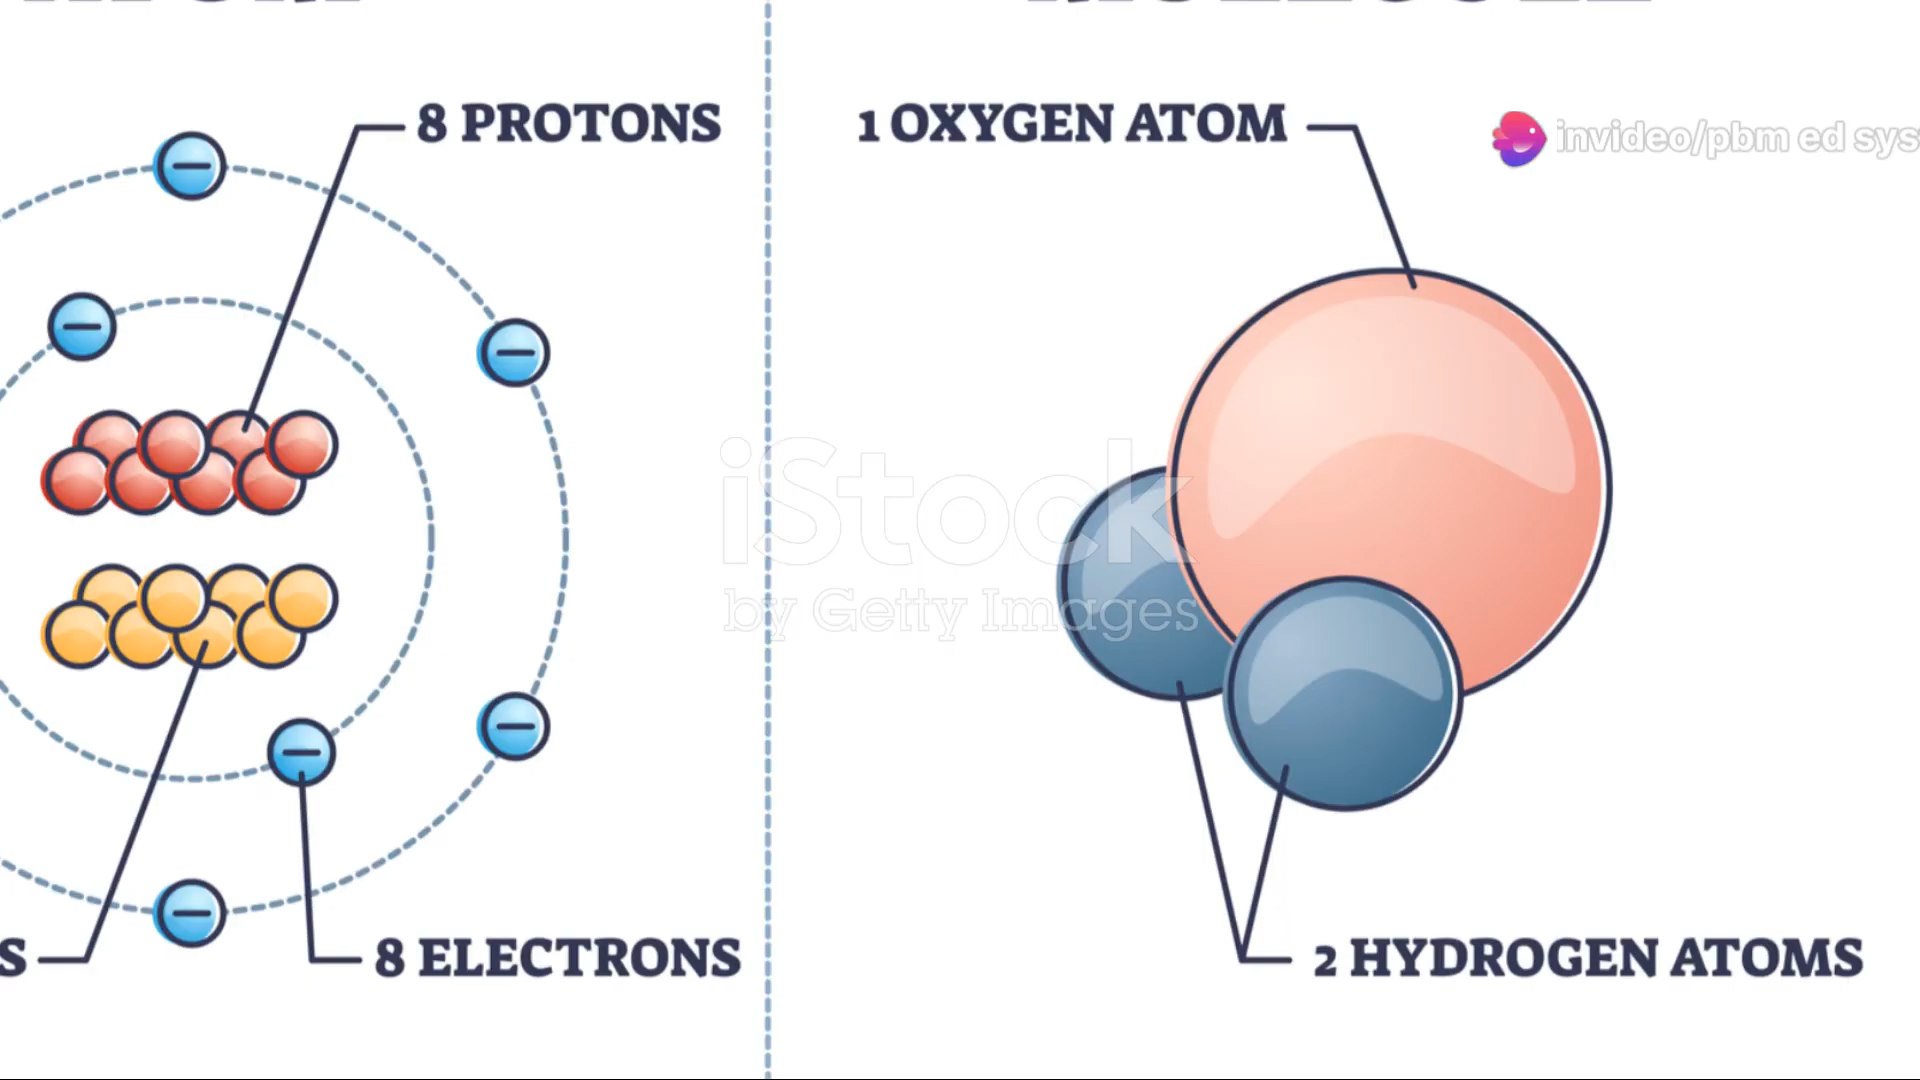 8 PROTONS
1 OXYGEN ATOM
invideo/pbm ed sys
iStock
by Getty Images
S
8 ELECTRONS
2 HYDROGEN ATOMS